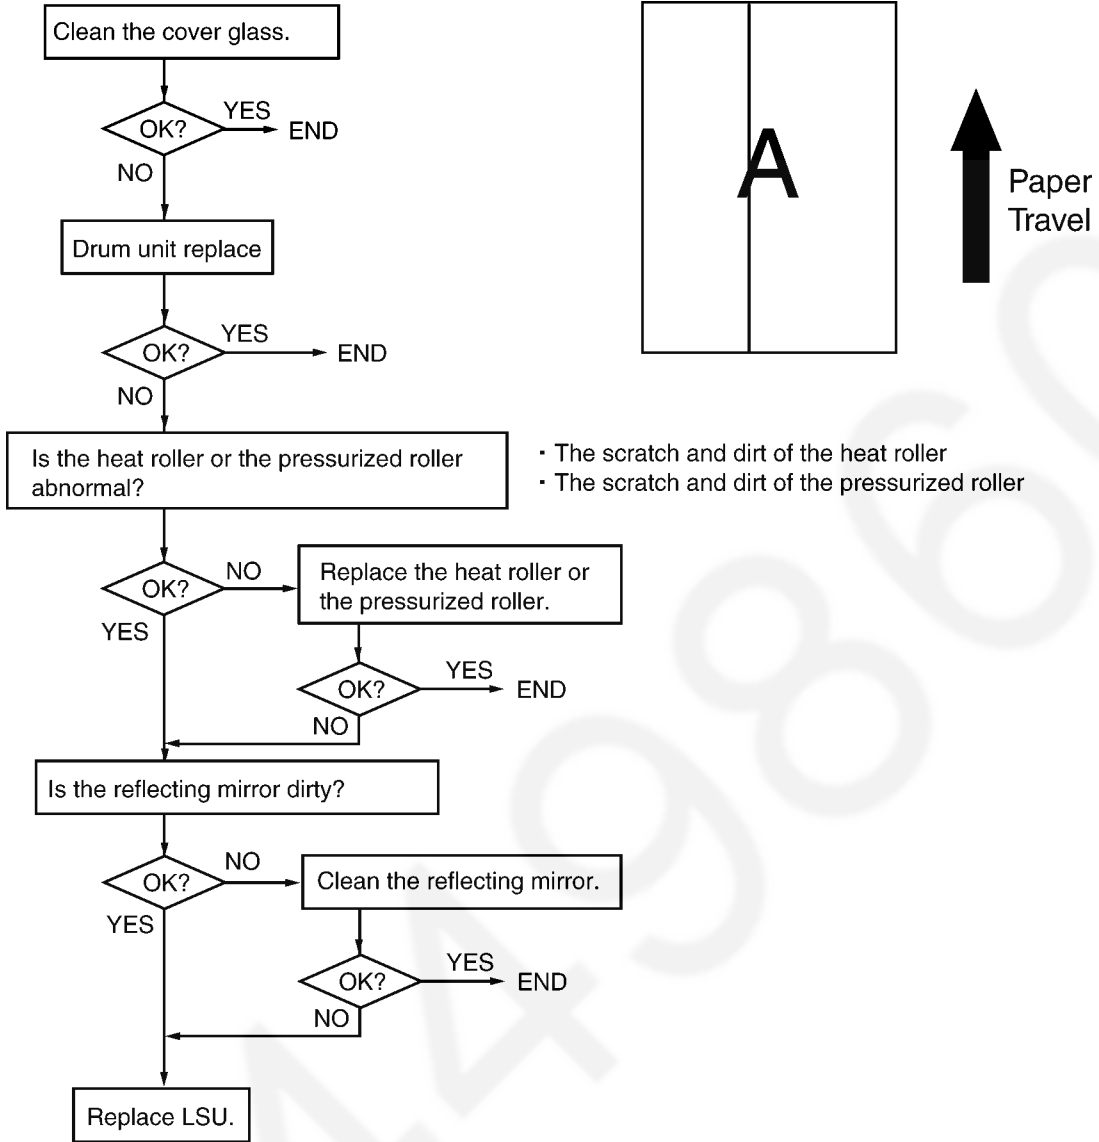 Clean the cover glass.
OK?
YES
END
NO
Drum unit replace
OK?
YES
END
NO
Is the heat roller or the pressurized roller
abnormal?
OK?
NO
Replace the heat roller or
the pressurized roller.
YES
OK?
YES
END
NO
Is the reflecting mirror dirty?
OK?
NO
Clean the reflecting mirror.
YES
OK?
YES
END
NO
Replace LSU.
A
Paper
Travel
· The scratch and dirt of the heat roller
· The scratch and dirt of the pressurized roller